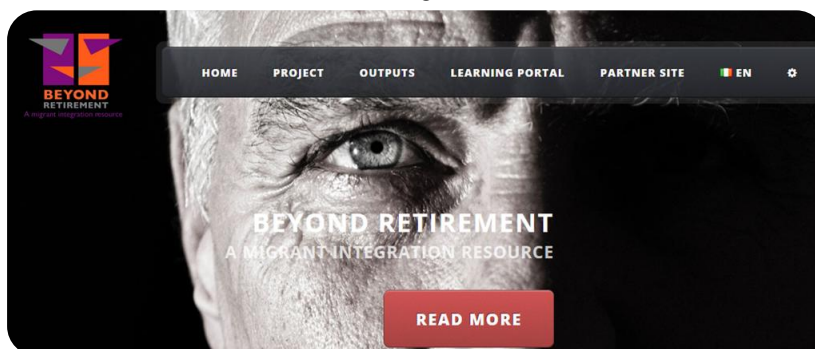 BEYOND
RETIREMENT
A migrant integration resource
HOME PROJECT OUTPUTS LEARNING PORTAL PARTNER SITE EN
BEYOND RETIREMENT
A MIGRANT INTEGRATION RESOURCE
READ MORE